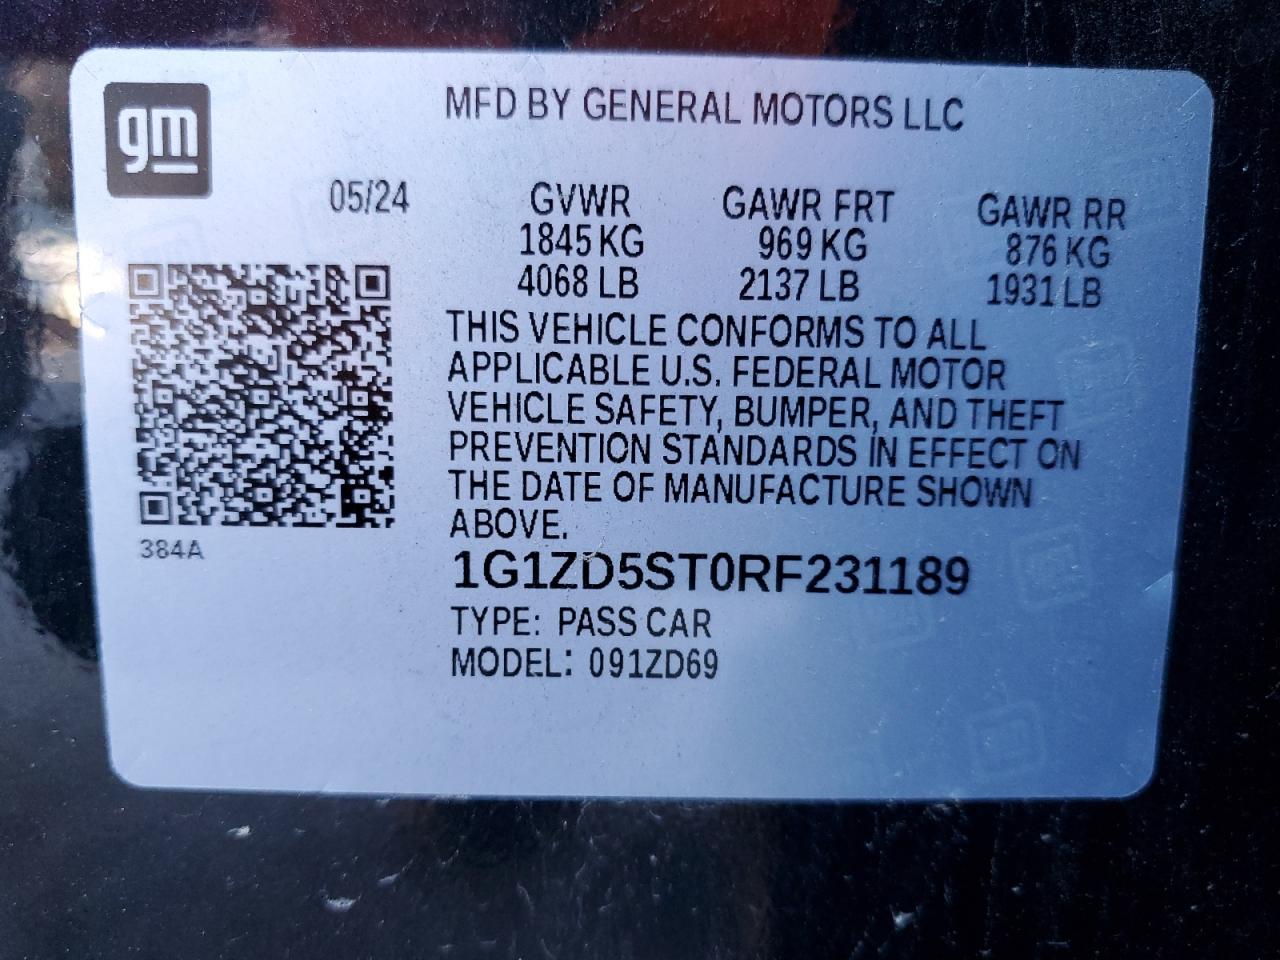 gm
MFD BY GENERAL MOTORS LLC
05/24 GVWR GAWR FRT GAWR RR
1845 KG 969 KG 876 KG
4068 LB 2137 LB 1931 LB
THIS VEHICLE CONFORMS TO ALL
APPLICABLE U.S. FEDERAL MOTOR
VEHICLE SAFETY, BUMPER, AND THEFT
PREVENTION STANDARDS IN EFFECT ON
THE DATE OF MANUFACTURE SHOWN
ABOVE.
384A
1G1ZD5ST0RF231189
TYPE: PASS CAR
MODEL: 091ZD69